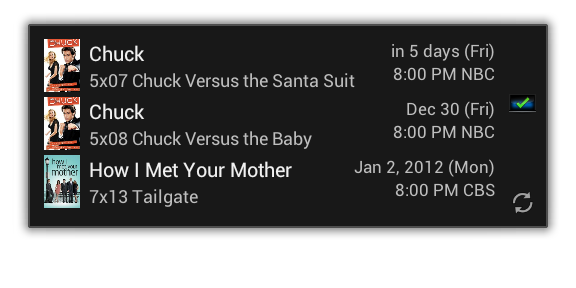 CHUCK
Chuck
in 5 days (Fri)
5x07 Chuck Versus the Santa Suit
8:00 PM NBC
CHUCK
Chuck
Dec 30 (Fri)
5x08 Chuck Versus the Baby
8:00 PM NBC
how i
met your
mother
How I Met Your Mother
Jan 2, 2012 (Mon)
7x13 Tailgate
8:00 PM CBS